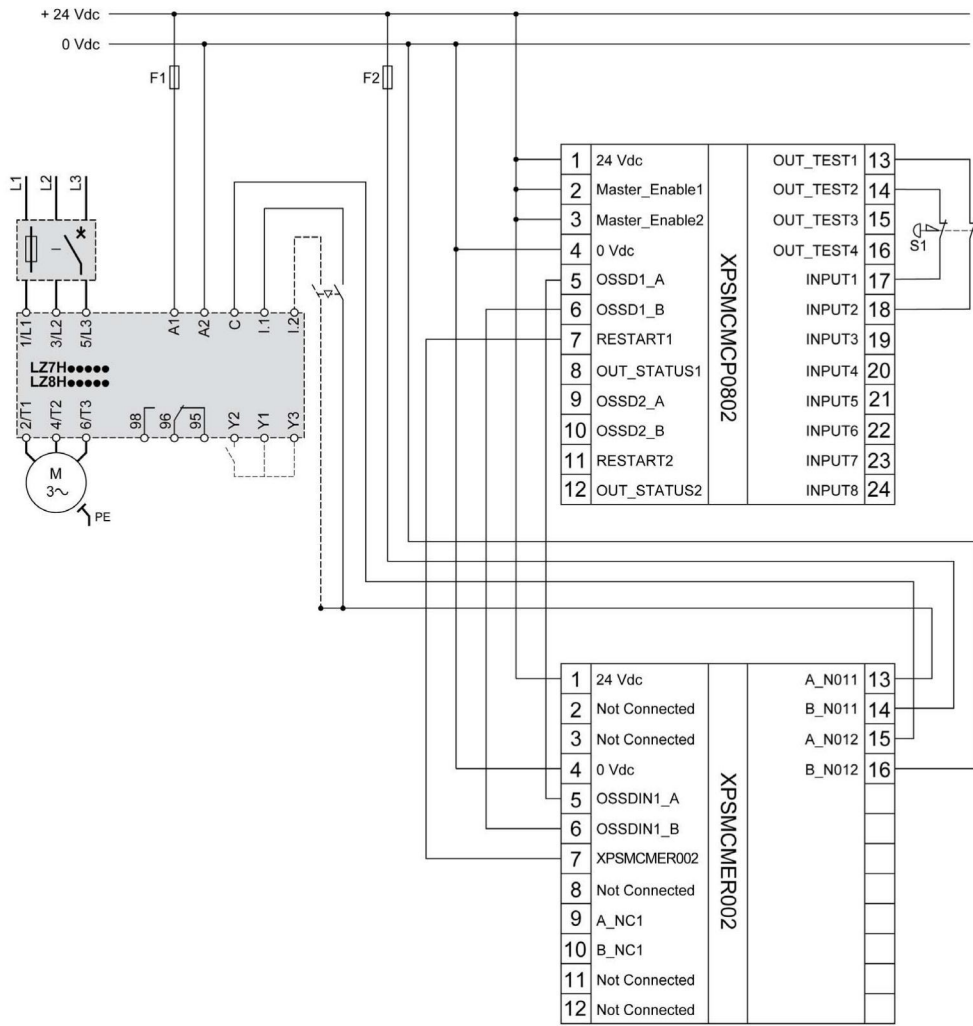 + 24 Vdc
0 Vdc
F1
F2
L1
L2
L3
1/L1
3/L2
5/L3
A1
A2
C
I.1
I.2
LZ7H●●●●●
LZ8H●●●●●
2/T1
4/T2
6/T3
98
96
95
Y2
Y1
Y3
M
3~
PE
XPSMCMCP0802
1 24 Vdc
2 Master_Enable1
3 Master_Enable2
4 0 Vdc
5 OSSD1_A
6 OSSD1_B
7 RESTART1
8 OUT_STATUS1
9 OSSD2_A
10 OSSD2_B
11 RESTART2
12 OUT_STATUS2
OUT_TEST1 13
OUT_TEST2 14
OUT_TEST3 15
OUT_TEST4 16
INPUT1 17
INPUT2 18
INPUT3 19
INPUT4 20
INPUT5 21
INPUT6 22
INPUT7 23
INPUT8 24
S1
XPSMCMER002
1 24 Vdc
2 Not Connected
3 Not Connected
4 0 Vdc
5 OSSDIN1_A
6 OSSDIN1_B
7 XPSMCMER002
8 Not Connected
9 A_NC1
10 B_NC1
11 Not Connected
12 Not Connected
A_N011 13
B_N011 14
A_N012 15
B_N012 16